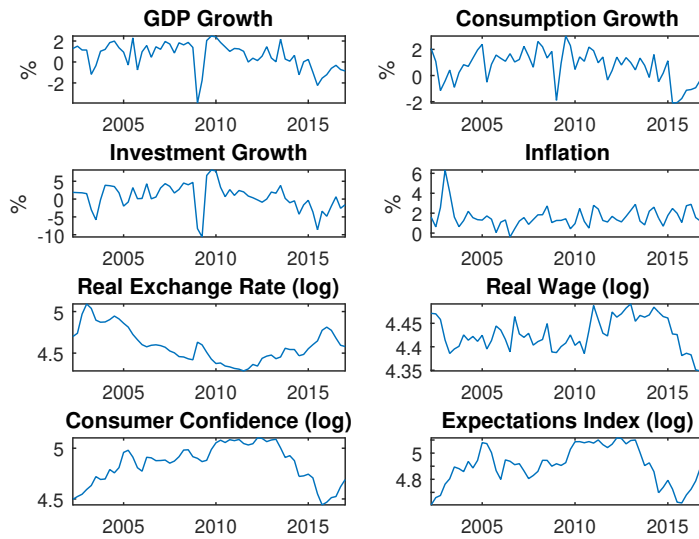 GDP Growth
%
2
0
-2
2005 2010 2015
Consumption Growth
%
2
0
-2
2005 2010 2015
Investment Growth
%
5
0
-5
-10
2005 2010 2015
Inflation
%
6
4
2
0
2005 2010 2015
Real Exchange Rate (log)
5
4.5
2005 2010 2015
Real Wage (log)
4.45
4.4
4.35
2005 2010 2015
Consumer Confidence (log)
5
4.5
2005 2010 2015
Expectations Index (log)
5
4.8
2005 2010 2015